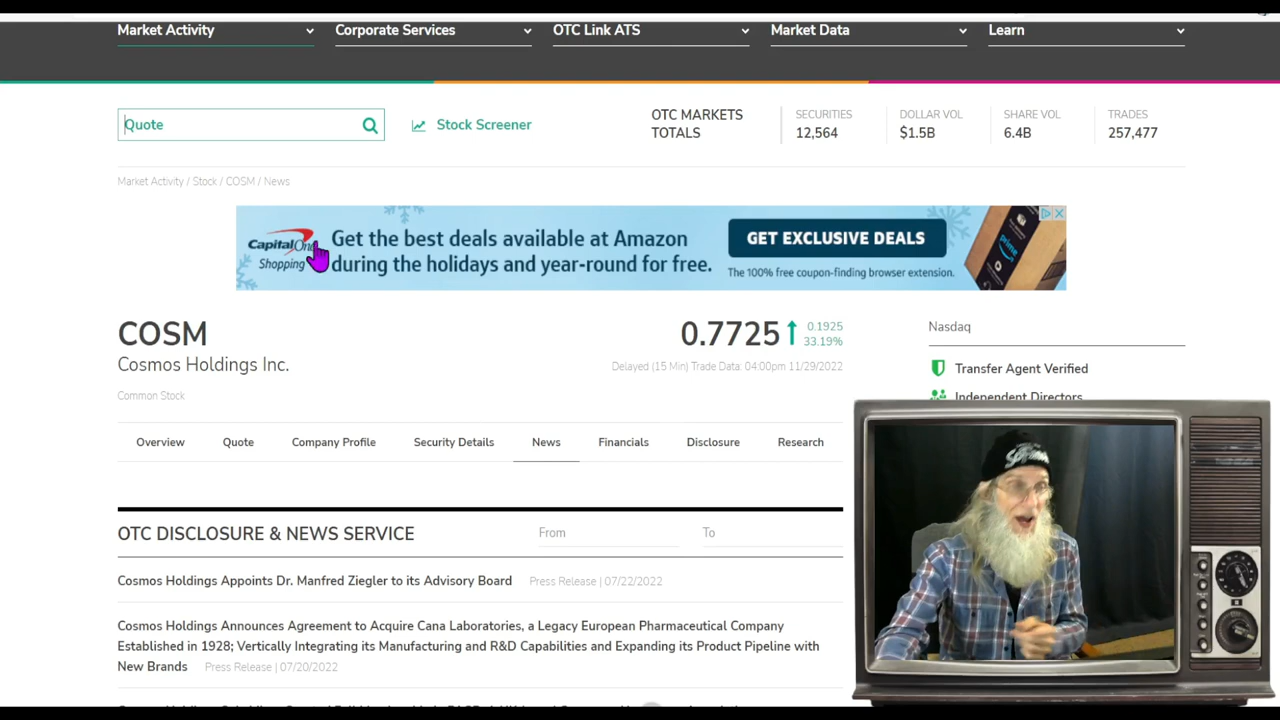 Market Activity
Corporate Services
OTC Link ATS
Market Data
Learn
Quote
Stock Screener
OTC MARKETS
TOTALS
SECURITIES
12,564
DOLLAR VOL
$1.5B
SHARE VOL
6.4B
TRADES
257,477
Market Activity / Stock / COSM / News
CapitalOne
Shopping
Get the best deals available at Amazon
during the holidays and year-round for free.
GET EXCLUSIVE DEALS
The 100% free coupon-finding browser extension.
prime
COSM
Cosmos Holdings Inc.
Common Stock
0.7725
0.1925
33.19%
Delayed (15 Min) Trade Data: 04:00pm 11/29/2022
Nasdaq
Transfer Agent Verified
Independent Directors
Overview
Quote
Company Profile
Security Details
News
Financials
Disclosure
Research
OTC DISCLOSURE & NEWS SERVICE
From
To
Cosmos Holdings Appoints Dr. Manfred Ziegler to its Advisory Board Press Release | 07/22/2022
Cosmos Holdings Announces Agreement to Acquire Cana Laboratories, a Legacy European Pharmaceutical Company
Established in 1928; Vertically Integrating its Manufacturing and R&D Capabilities and Expanding its Product Pipeline with
New Brands Press Release | 07/20/2022